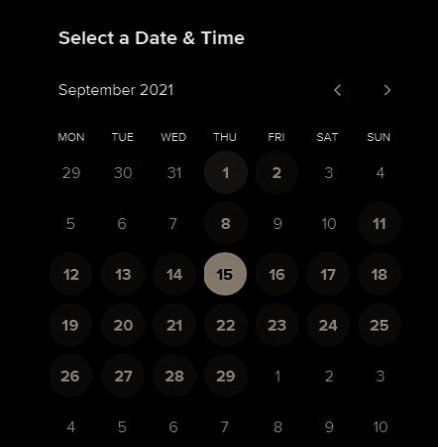 Select a Date & Time
September 2021
MON TUE WED THU FRI SAT SUN
29 30 31 1 2 3 4
5 6 7 8 9 10 11
12 13 14 15 16 17 18
19 20 21 22 23 24 25
26 27 28 29 1 2 3
4 5 6 7 8 9 10